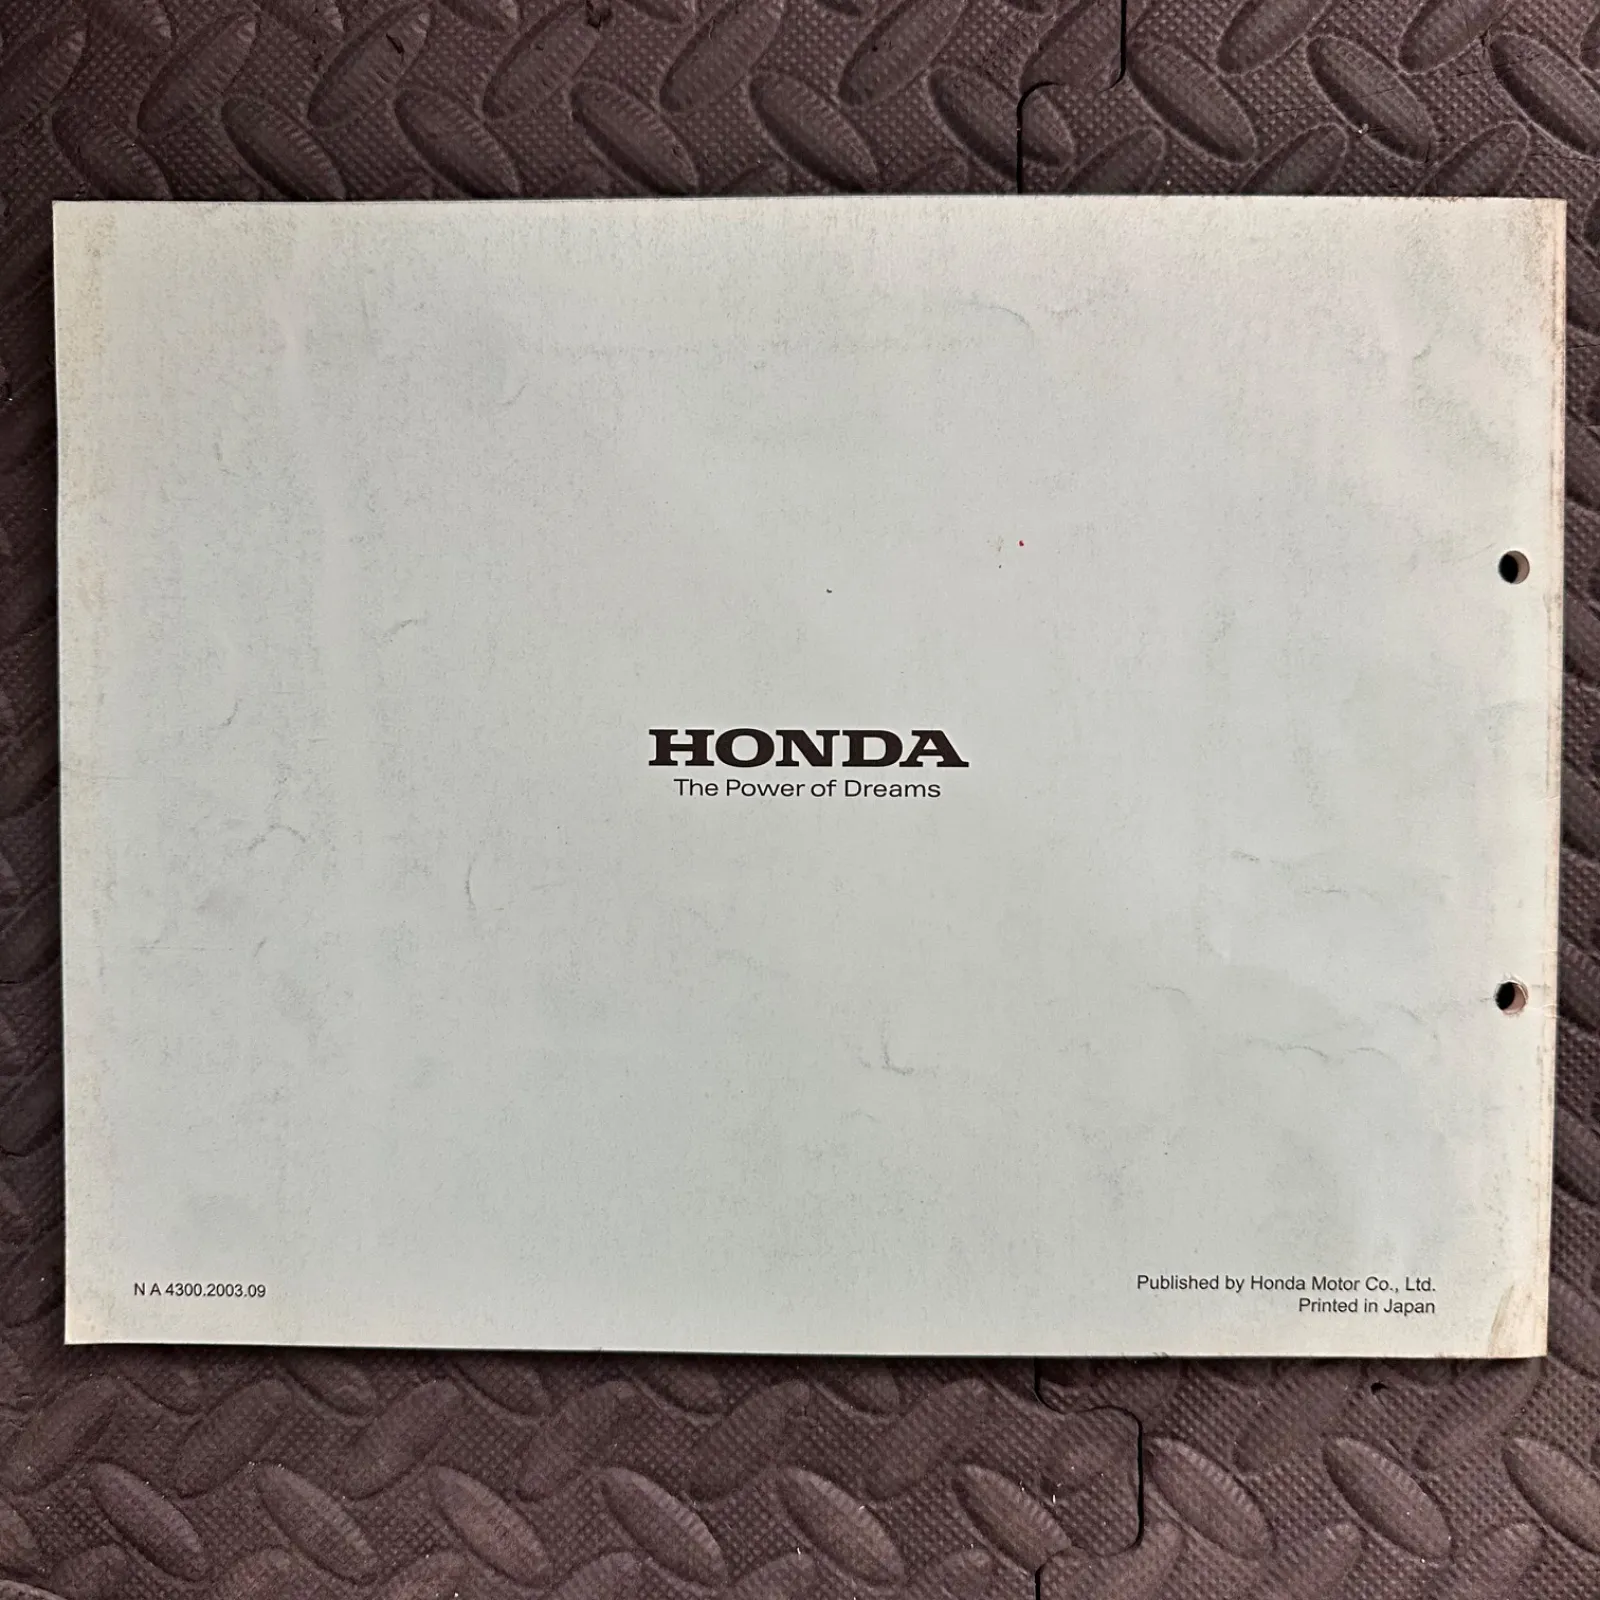 HONDA
The Power of Dreams
N A 4300.2003.09
Published by Honda Motor Co., Ltd.
Printed in Japan